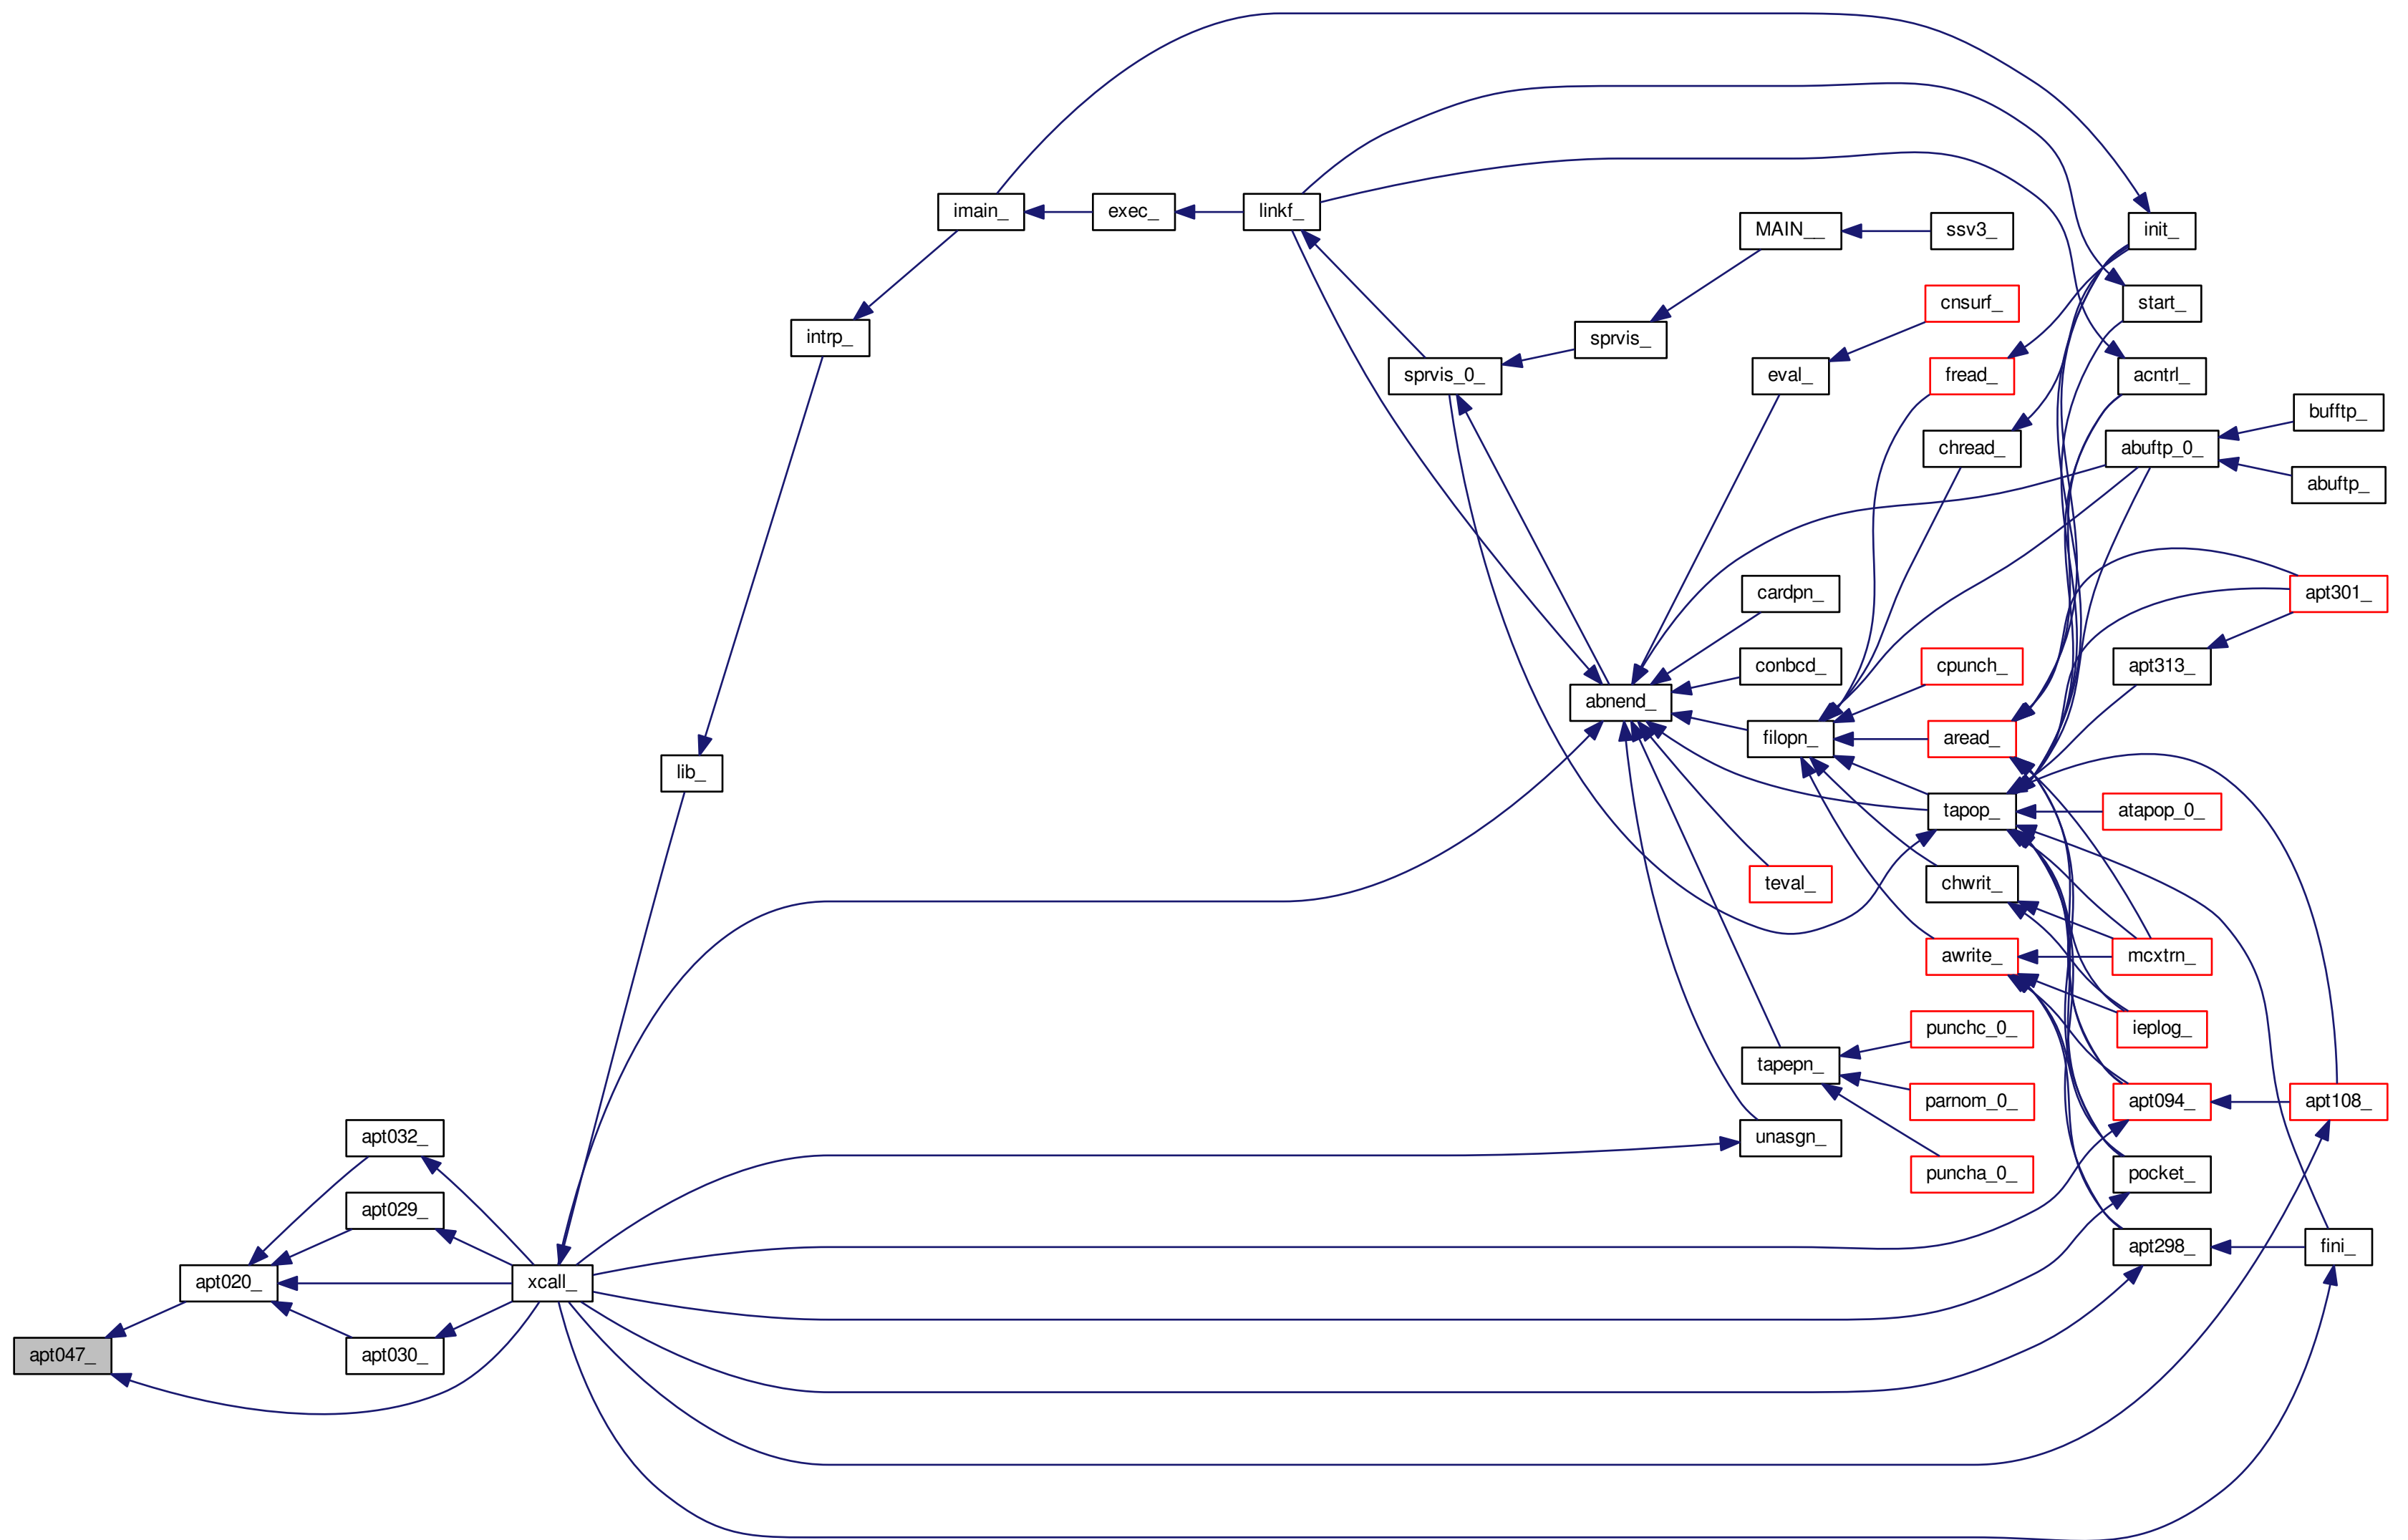 imain_
exec_
linkf_
init_
MAIN__
ssv3_
start_
cnsurf_
intrp_
sprvis_
sprvis_0_
eval_
fread_
acntrl_
bufftp_
chread_
abuftp_0_
abuftp_
cardpn_
apt301_
conbcd_
cpunch_
apt313_
abnend_
filopn_
aread_
lib_
tapop_
atapop_0_
teval_
chwrit_
awrite_
mcxtrn_
punchc_0_
ieplog_
tapepn_
parnom_0_
apt094_
apt108_
apt032_
unasgn_
puncha_0_
pocket_
apt029_
apt298_
fini_
apt020_
xcall_
apt047_
apt030_